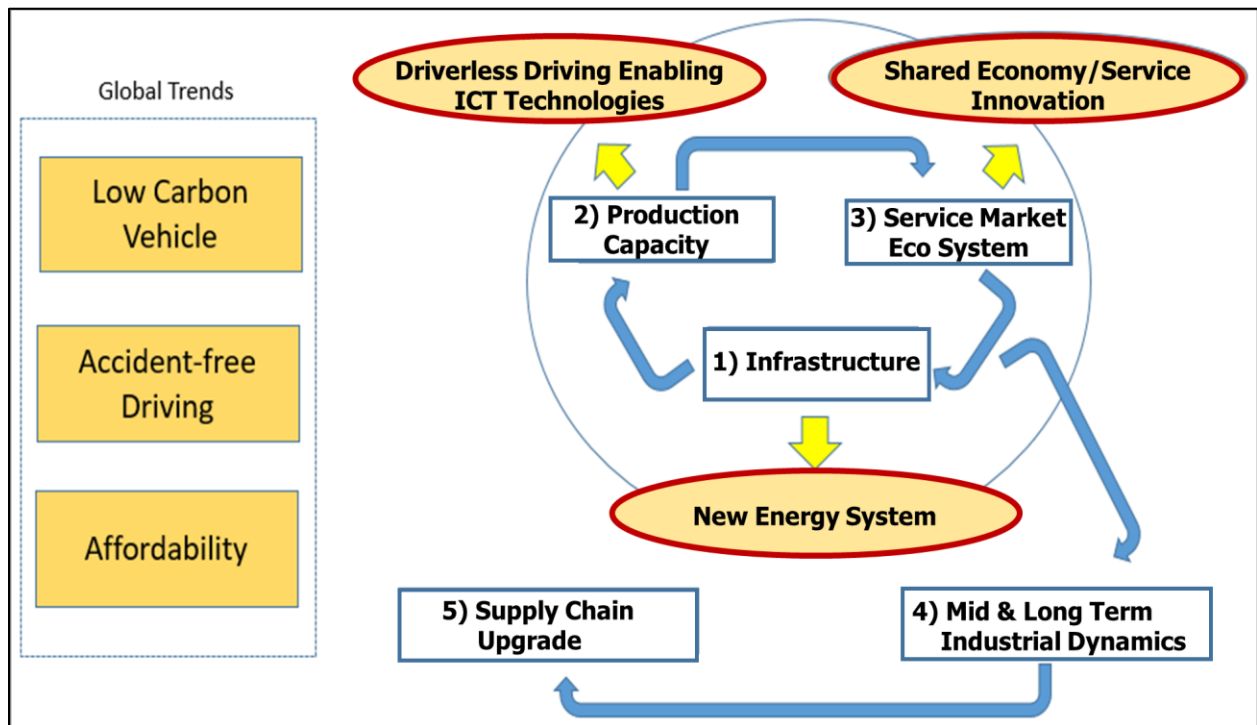 Global Trends
Low Carbon
Vehicle
Accident-free
Driving
Affordability
Driverless Driving Enabling
ICT Technologies
Shared Economy/Service
Innovation
2) Production
Capacity
3) Service Market
Eco System
1) Infrastructure
New Energy System
5) Supply Chain
Upgrade
4) Mid & Long Term
Industrial Dynamics